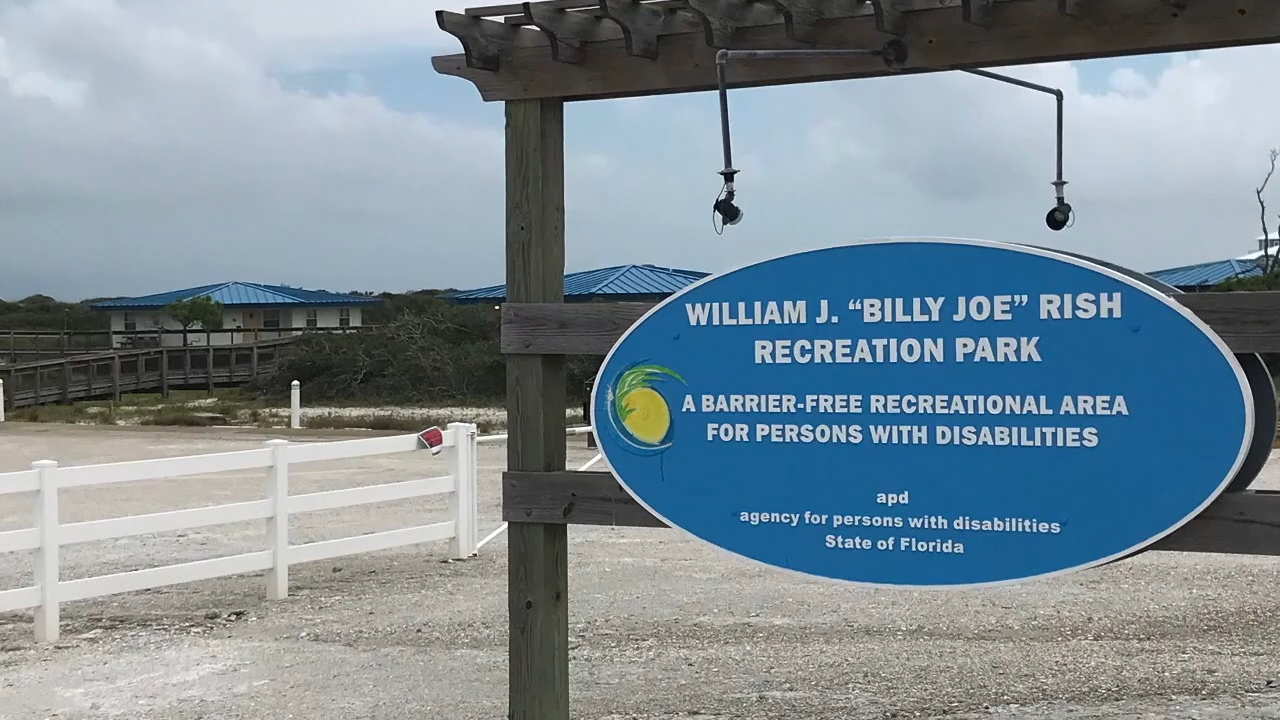 WILLIAM J. “BILLY JOE” RISH
RECREATION PARK
A BARRIER-FREE RECREATIONAL AREA
FOR PERSONS WITH DISABILITIES
apd
agency for persons with disabilities
State of Florida